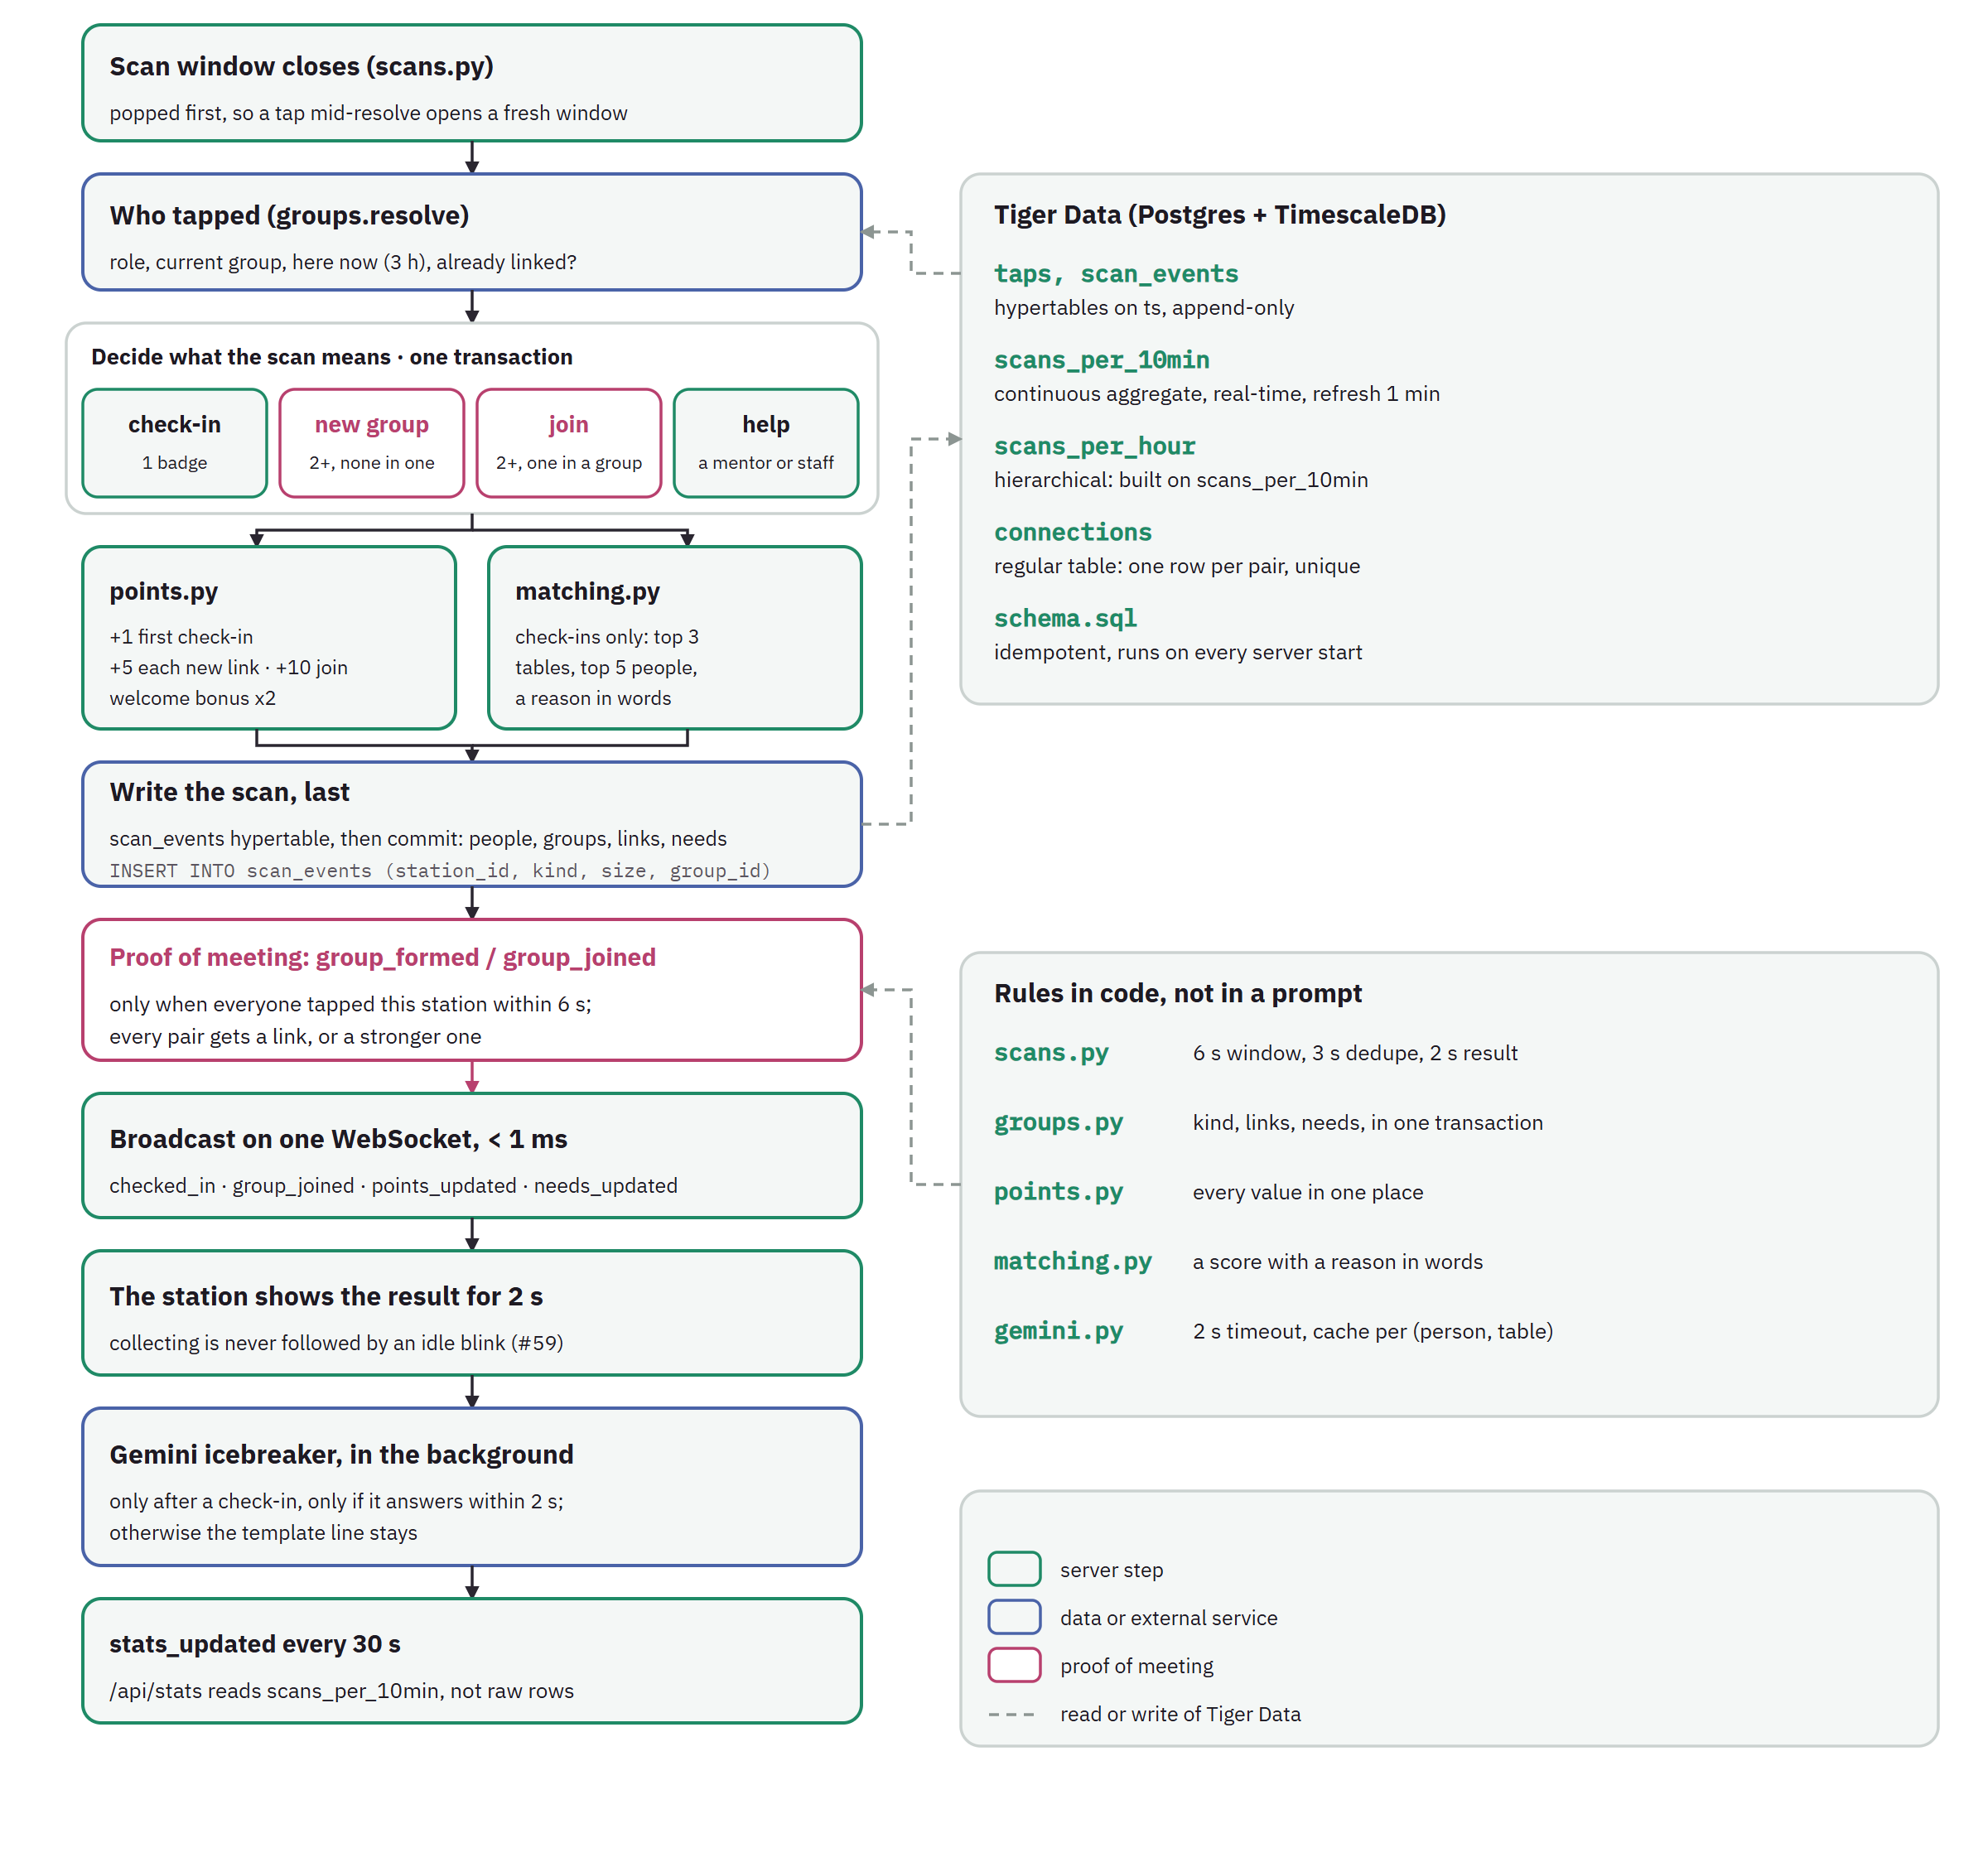 Scan window closes (scans.py)
popped first, so a tap mid-resolve opens a fresh window
Who tapped (groups.resolve)
role, current group, here now (3 h), already linked?
Decide what the scan means · one transaction
check-in
1 badge
new group
2+, none in one
join
2+, one in a group
help
a mentor or staff
points.py
+1 first check-in
+5 each new link · +10 join
welcome bonus x2
matching.py
check-ins only: top 3
tables, top 5 people,
a reason in words
Write the scan, last
scan_events hypertable, then commit: people, groups, links, needs
INSERT INTO scan_events (station_id, kind, size, group_id)
Proof of meeting: group_formed / group_joined
only when everyone tapped this station within 6 s;
every pair gets a link, or a stronger one
Broadcast on one WebSocket, < 1 ms
checked_in · group_joined · points_updated · needs_updated
The station shows the result for 2 s
collecting is never followed by an idle blink (#59)
Gemini icebreaker, in the background
only after a check-in, only if it answers within 2 s;
otherwise the template line stays
stats_updated every 30 s
/api/stats reads scans_per_10min, not raw rows
Tiger Data (Postgres + TimescaleDB)
taps, scan_events
hypertables on ts, append-only
scans_per_10min
continuous aggregate, real-time, refresh 1 min
scans_per_hour
hierarchical: built on scans_per_10min
connections
regular table: one row per pair, unique
schema.sql
idempotent, runs on every server start
Rules in code, not in a prompt
scans.py 6 s window, 3 s dedupe, 2 s result
groups.py kind, links, needs, in one transaction
points.py every value in one place
matching.py a score with a reason in words
gemini.py 2 s timeout, cache per (person, table)
server step
data or external service
proof of meeting
read or write of Tiger Data